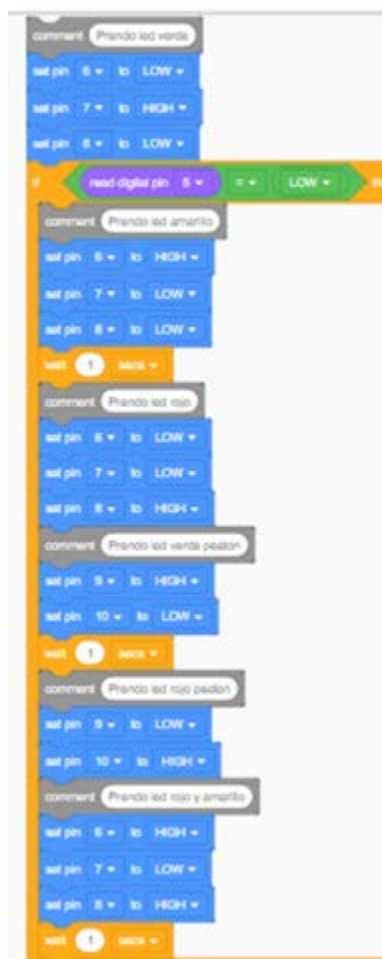 comment Prendo led verde
set pin 6 to LOW
set pin 7 to HIGH
set pin 8 to LOW
if read digital pin 5 = LOW
comment Prendo led amarillo
set pin 6 to HIGH
set pin 7 to LOW
set pin 8 to LOW
wait 1 secs
comment Prendo led rojo
set pin 6 to LOW
set pin 7 to LOW
set pin 8 to HIGH
comment Prendo led verde peaton
set pin 9 to HIGH
set pin 10 to LOW
wait 1 secs
comment Prendo led rojo peaton
set pin 9 to LOW
set pin 10 to HIGH
comment Prendo led rojo y amarillo
set pin 6 to HIGH
set pin 7 to LOW
set pin 8 to HIGH
wait 1 secs